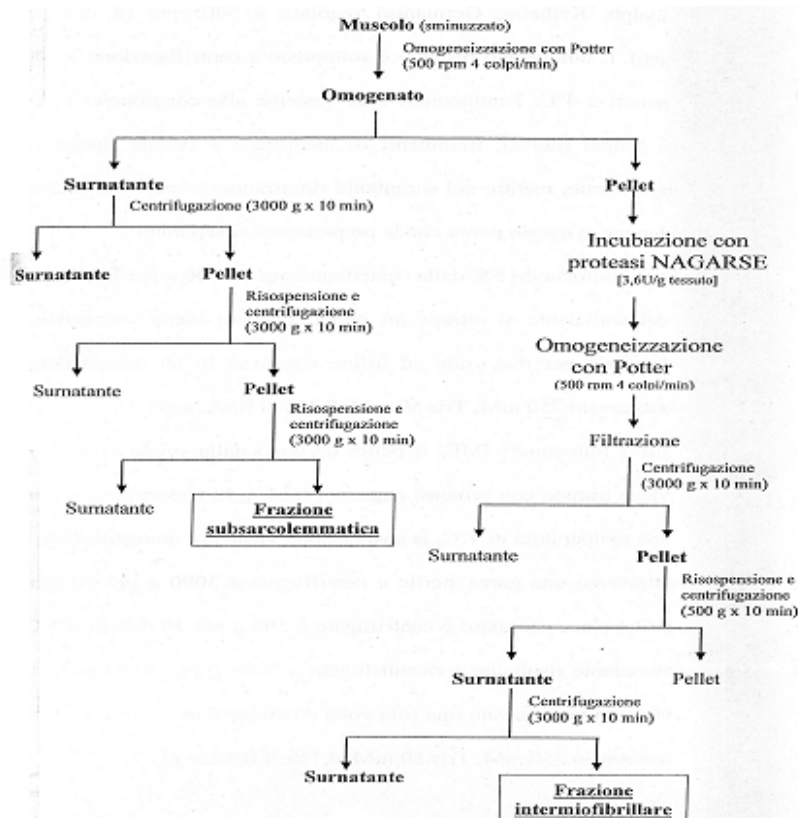 Muscolo (sminuzzato)
Omogeneizzazione con Potter
(500 rpm 4 colpi/min)
Omogenato
Surnatante
Centrifugazione (3000 g x 10 min)
Surnatante
Pellet
Risospensione e
centrifugazione
(3000 g x 10 min)
Surnatante
Pellet
Risospensione e
centrifugazione
(3000 g x 10 min)
Surnatante
Frazione
subsarcolemmatica
Pellet
Incubazione con
proteasi NAGARSE
[3,6U/g tessuto]
Omogeneizzazione
con Potter
(500 rpm 4 colpi/min)
Filtrazione
Centrifugazione
(3000 g x 10 min)
Surnatante
Pellet
Risospensione e
centrifugazione
(500 g x 10 min)
Surnatante
Pellet
Centrifugazione
(3000 g x 10 min)
Surnatante
Frazione
intermiofibrillare